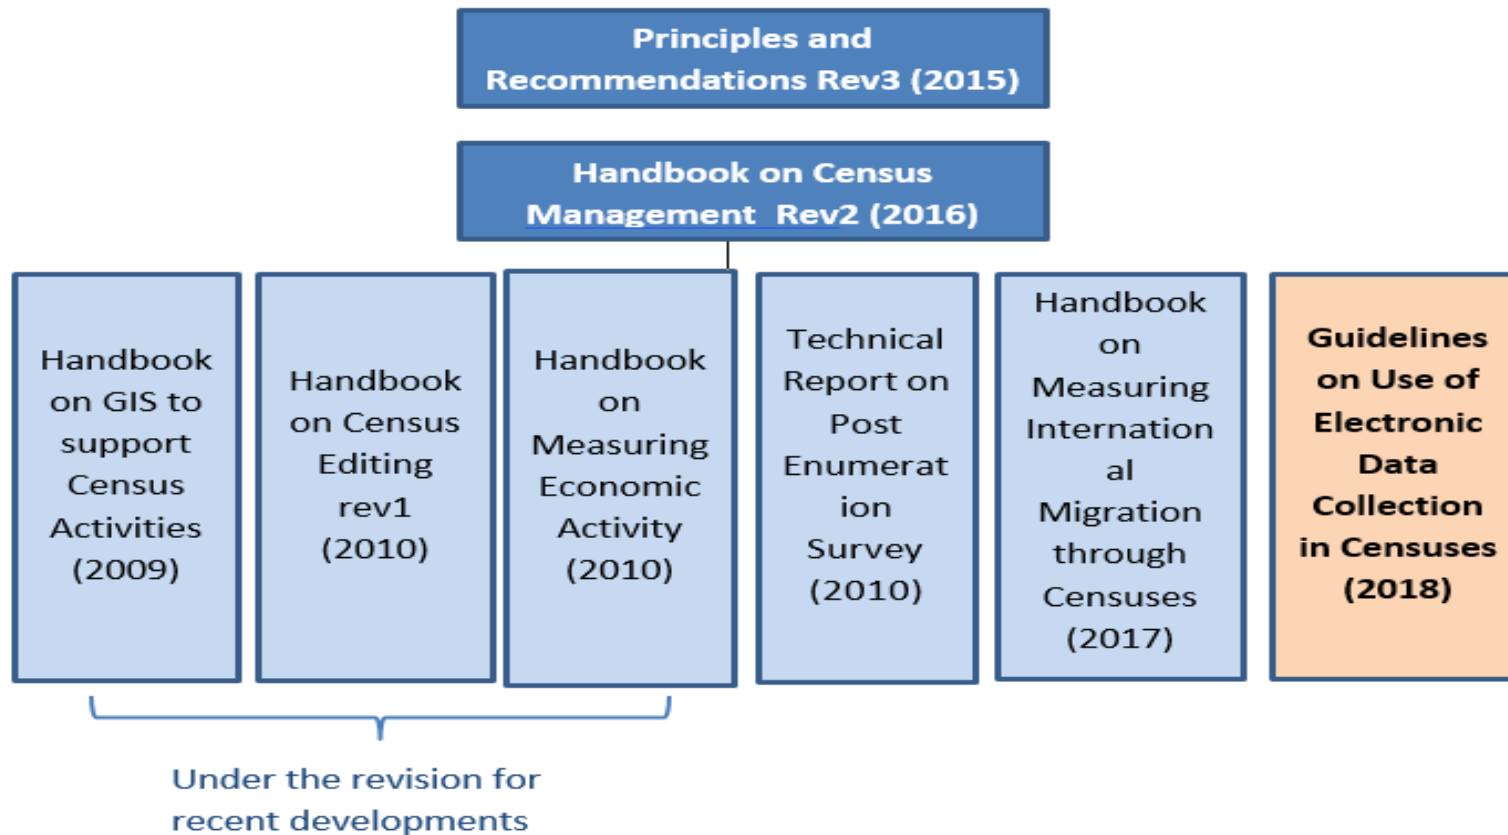 Principles and
Recommendations Rev3 (2015)
Handbook on Census
Management  Rev2 (2016)
Handbook
on GIS to
support
Census
Activities
(2009)
Handbook
on Census
Editing
rev1
(2010)
Handbook
on
Measuring
Economic
Activity
(2010)
Technical
Report on
Post
Enumerat
ion
Survey
(2010)
Handbook
on
Measuring
Internation
al
Migration
through
Censuses
(2017)
Guidelines
on Use of
Electronic
Data
Collection
in Censuses
(2018)
Under the revision for
recent developments